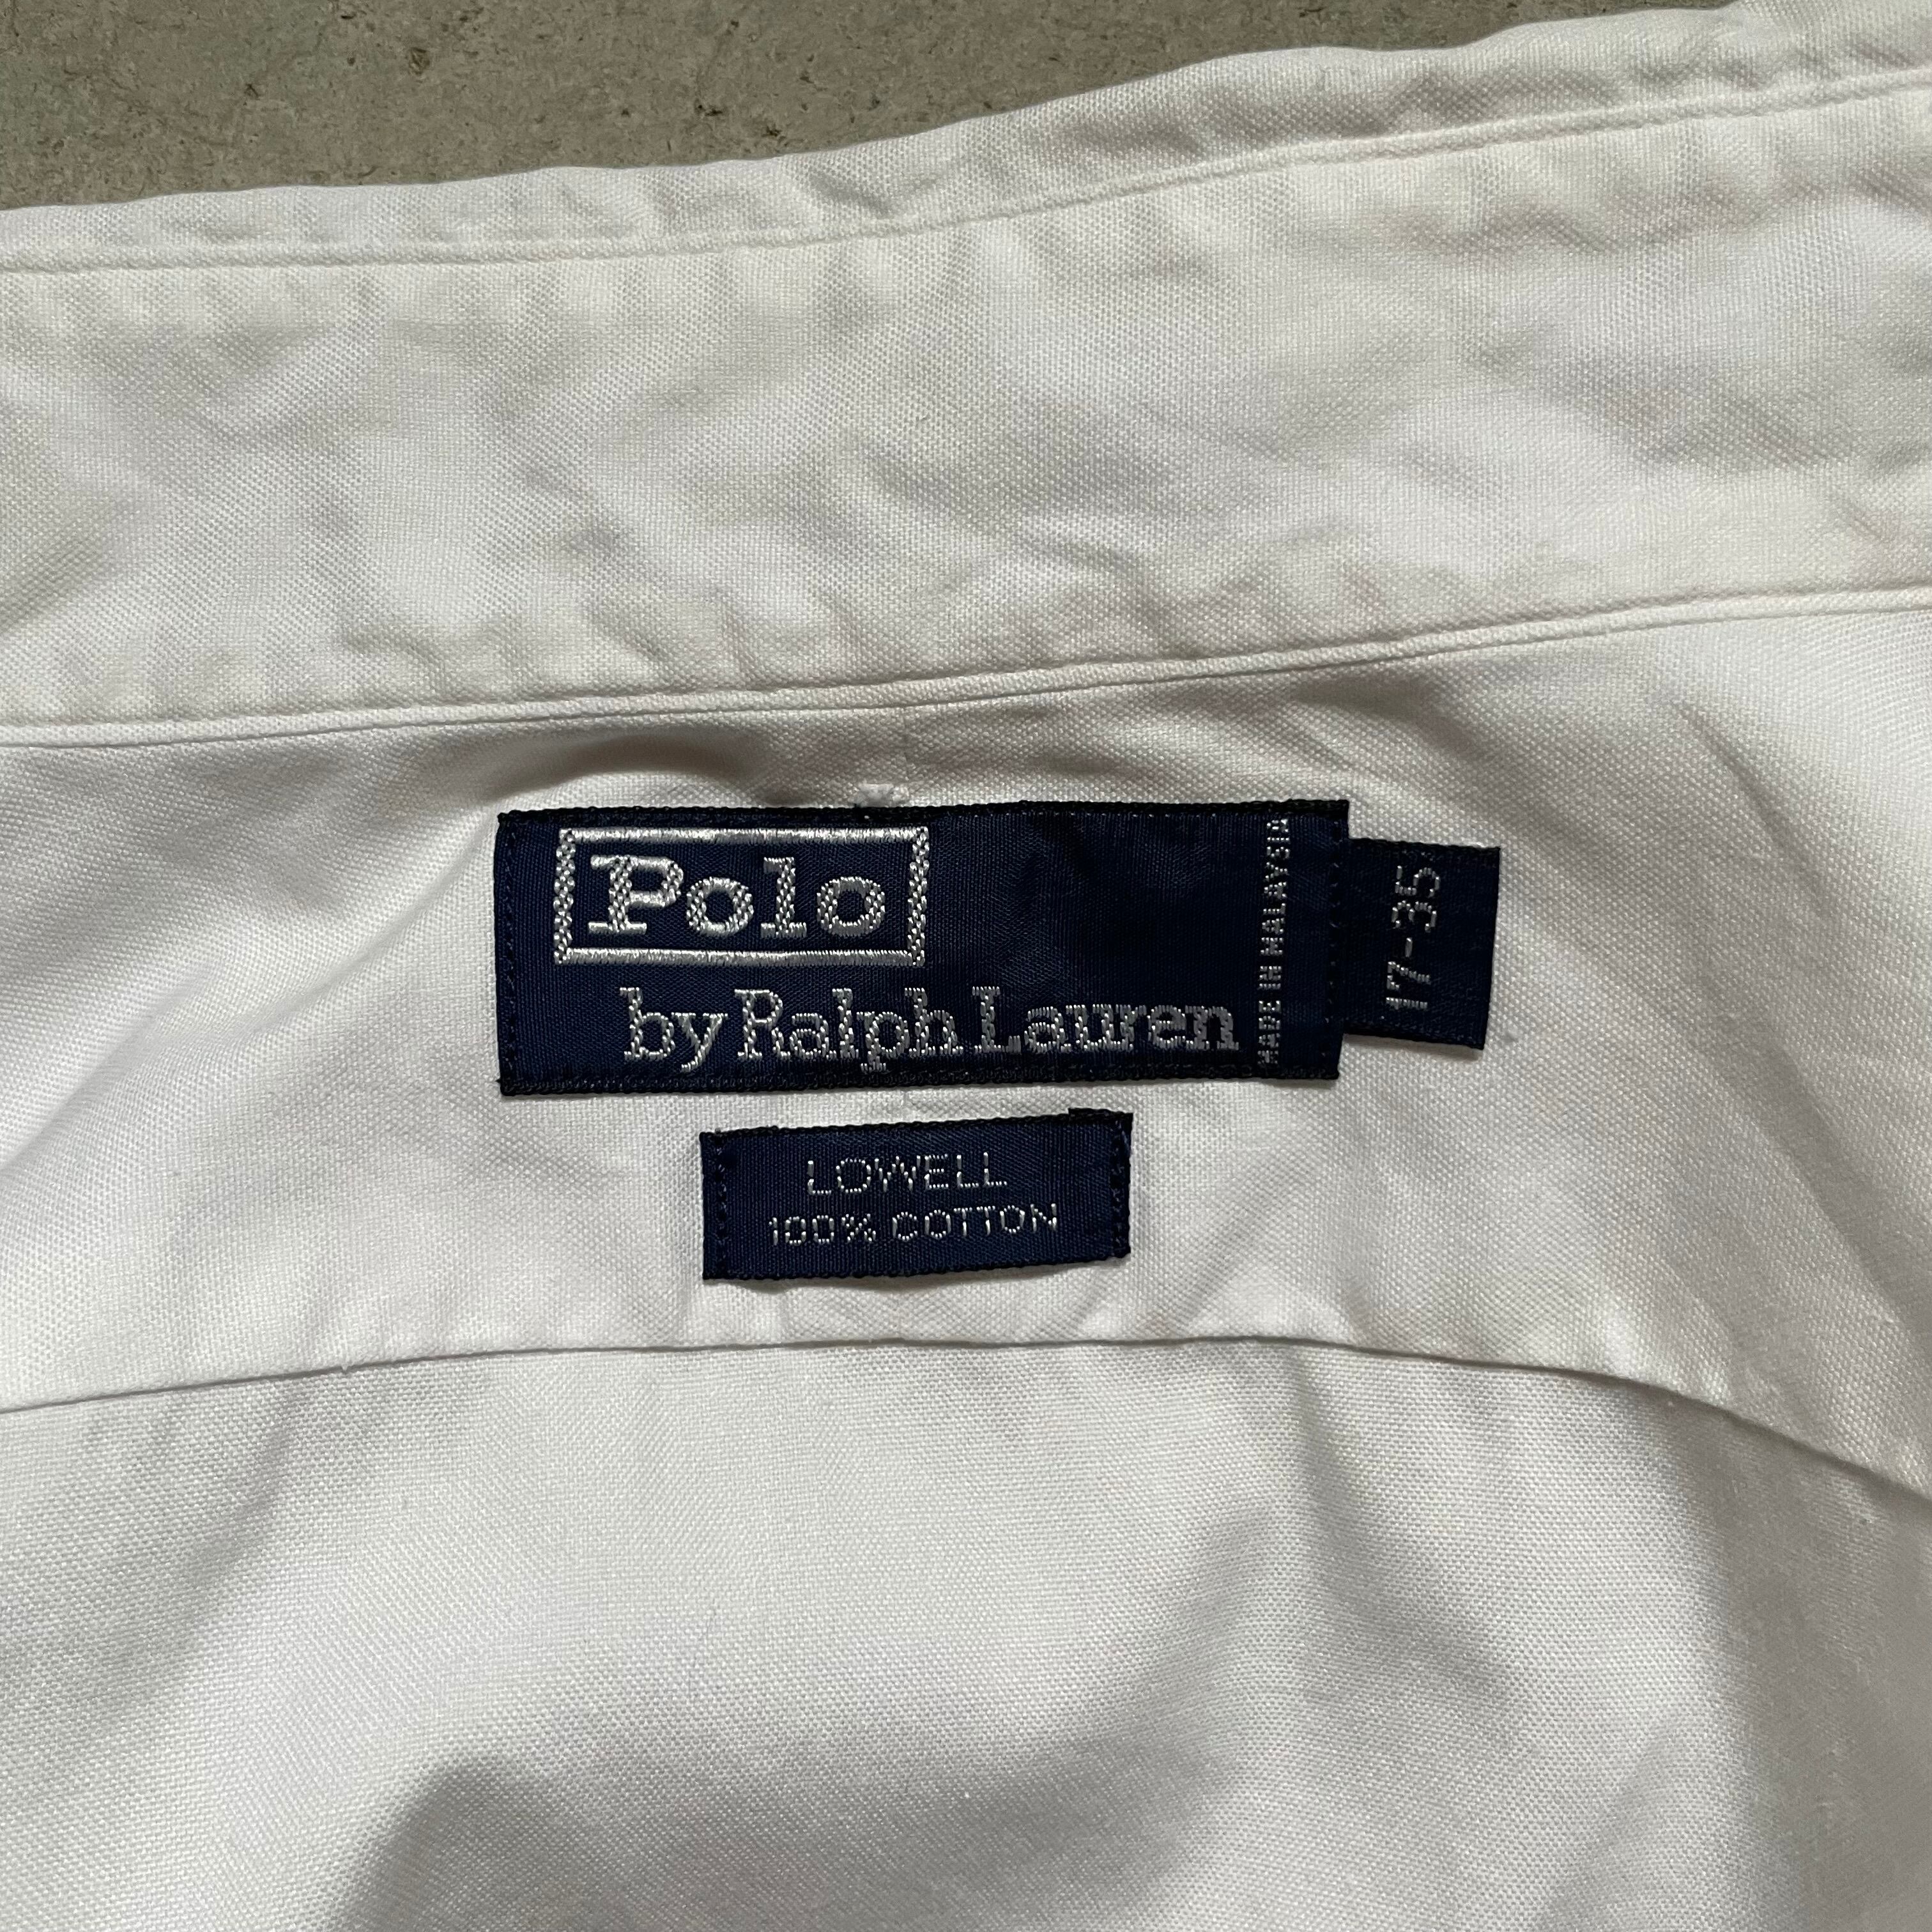 Polo
by Ralph Lauren
MADE IN MALAYSIA
17-35
LOWELL
100% COTTON